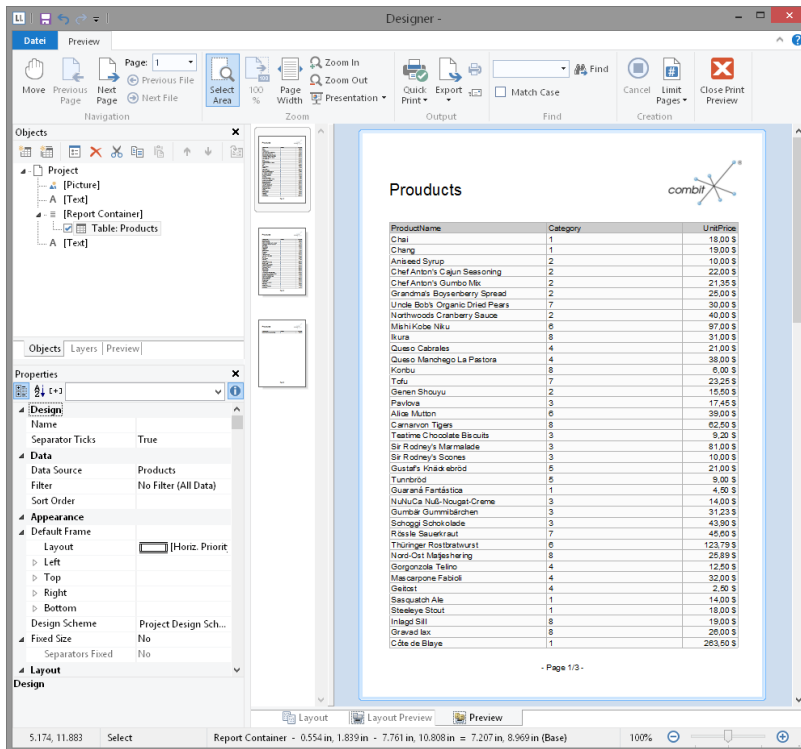 LL Designer -
Datei Preview
Move Previous Page Next Page Page: 1 Previous File Next File
Navigation
Select Area 100 % Page Width Zoom In Zoom Out Presentation
Zoom
Quick Print Export
Output
Find Match Case
Find
Cancel Limit Pages
Creation
Close Print Preview
Objects
Project
[Picture]
A [Text]
[Report Container]
Table: Products
A [Text]
Objects Layers Preview
Properties
Design
Name
Separator Ticks True
Data
Data Source Products
Filter No Filter (All Data)
Sort Order
Appearance
Default Frame
Layout [Horiz. Priorit
Left
Top
Right
Bottom
Design Scheme Project Design Sch...
Fixed Size No
Separators Fixed No
Layout
Design
Prouducts
combit
ProductName Category UnitPrice
Chai 1 18,00 $
Chang 1 19,00 $
Aniseed Syrup 2 10,00 $
Chef Anton's Cajun Seasoning 2 22,00 $
Chef Anton's Gumbo Mix 2 21,35 $
Grandma's Boysenberry Spread 2 25,00 $
Uncle Bob's Organic Dried Pears 7 30,00 $
Northwoods Cranberry Sauce 2 40,00 $
Mishi Kobe Niku 6 97,00 $
Ikura 8 31,00 $
Queso Cabrales 4 21,00 $
Queso Manchego La Pastora 4 38,00 $
Konbu 8 6,00 $
Tofu 7 23,25 $
Genen Shouyu 2 15,50 $
Pavlova 3 17,45 $
Alice Mutton 6 39,00 $
Carnarvon Tigers 8 62,50 $
Teatime Chocolate Biscuits 3 9,20 $
Sir Rodney's Marmalade 3 81,00 $
Sir Rodney's Scones 3 10,00 $
Gustaf's Knäckebröd 5 21,00 $
Tunnbröd 5 9,00 $
Guaraná Fantástica 1 4,50 $
NuNuCa Nuß-Nougat-Creme 3 14,00 $
Gumbär Gummibärchen 3 31,23 $
Schoggi Schokolade 3 43,90 $
Rössle Sauerkraut 7 45,60 $
Thüringer Rostbratwurst 6 123,79 $
Nord-Ost Matjeshering 8 25,89 $
Gorgonzola Telino 4 12,50 $
Mascarpone Fabioli 4 32,00 $
Geitost 4 2,50 $
Sasquatch Ale 1 14,00 $
Steeleye Stout 1 18,00 $
Inlagd Sill 8 19,00 $
Gravad lax 8 26,00 $
Côte de Blaye 1 263,50 $
- Page 1/3 -
Layout Layout Preview Preview
5.174, 11.883 Select Report Container - 0.554 in, 1.839 in - 7.761 in, 10.808 in = 7.207 in, 8.969 in (Base) 100%